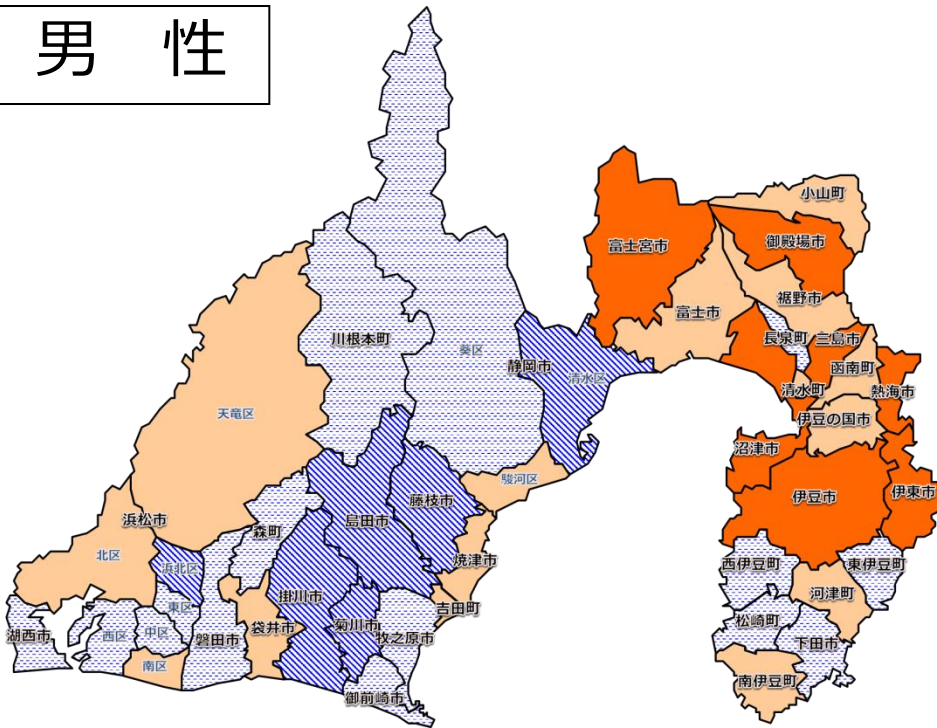 男 性
小山町
御殿場市
富士宮市
裾野市
富士市
長泉町
三島市
函南町
清水町
熱海市
伊豆の国市
沼津市
伊豆市
伊東市
西伊豆町
東伊豆町
河津町
松崎町
下田市
南伊豆町
川根本町
葵区
静岡市
清水区
天竜区
駿河区
藤枝市
島田市
浜松市
森町
北区
浜北区
焼津市
掛川市
東区
吉田町
菊川市
袋井市
湖西市
西区
中区
磐田市
牧之原市
南区
御前崎市